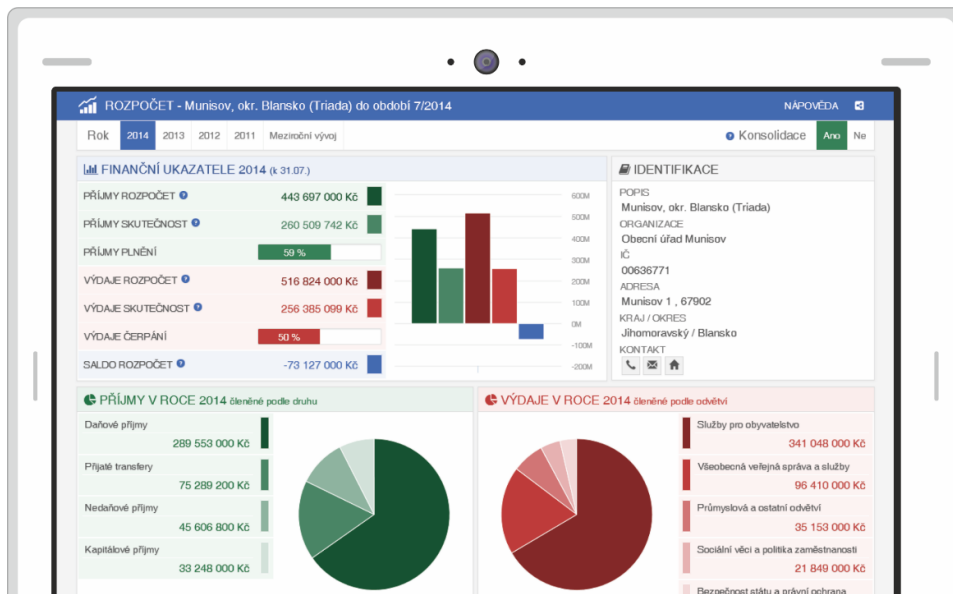 ROZPOČET - Munisov, okr. Blansko (Triada) do období 7/2014
NÁPOVĚDA
Rok 2014 2013 2012 2011 Meziroční vývoj
? Konsolidace Ano Ne
FINANČNÍ UKAZATELE 2014 (k 31.07.)
PŘÍJMY ROZPOČET ? 443 697 000 Kč
PŘÍJMY SKUTEČNOST ? 260 509 742 Kč
PŘÍJMY PLNĚNÍ 59 %
VÝDAJE ROZPOČET ? 516 824 000 Kč
VÝDAJE SKUTEČNOST ? 256 385 099 Kč
VÝDAJE ČERPÁNÍ 50 %
SALDO ROZPOČET ? -73 127 000 Kč
600M
500M
400M
300M
200M
100M
0M
-100M
-200M
IDENTIFIKACE
POPIS
Munisov, okr. Blansko (Triada)
ORGANIZACE
Obecní úřad Munisov
IČ
00636771
ADRESA
Munisov 1 , 67902
KRAJ / OKRES
Jihomoravský / Blansko
KONTAKT
PŘÍJMY V ROCE 2014 členěné podle druhu
Daňové příjmy
289 553 000 Kč
Přijaté transfery
75 289 200 Kč
Nedaňové příjmy
45 606 800 Kč
Kapitálové příjmy
33 248 000 Kč
VÝDAJE V ROCE 2014 členěné podle odvětví
Služby pro obyvatelstvo
341 048 000 Kč
Všeobecná veřejná správa a služby
96 410 000 Kč
Průmyslová a ostatní odvětví
35 153 000 Kč
Sociální věci a politika zaměstnanosti
21 849 000 Kč
Bezpečnost státu a právní ochrana